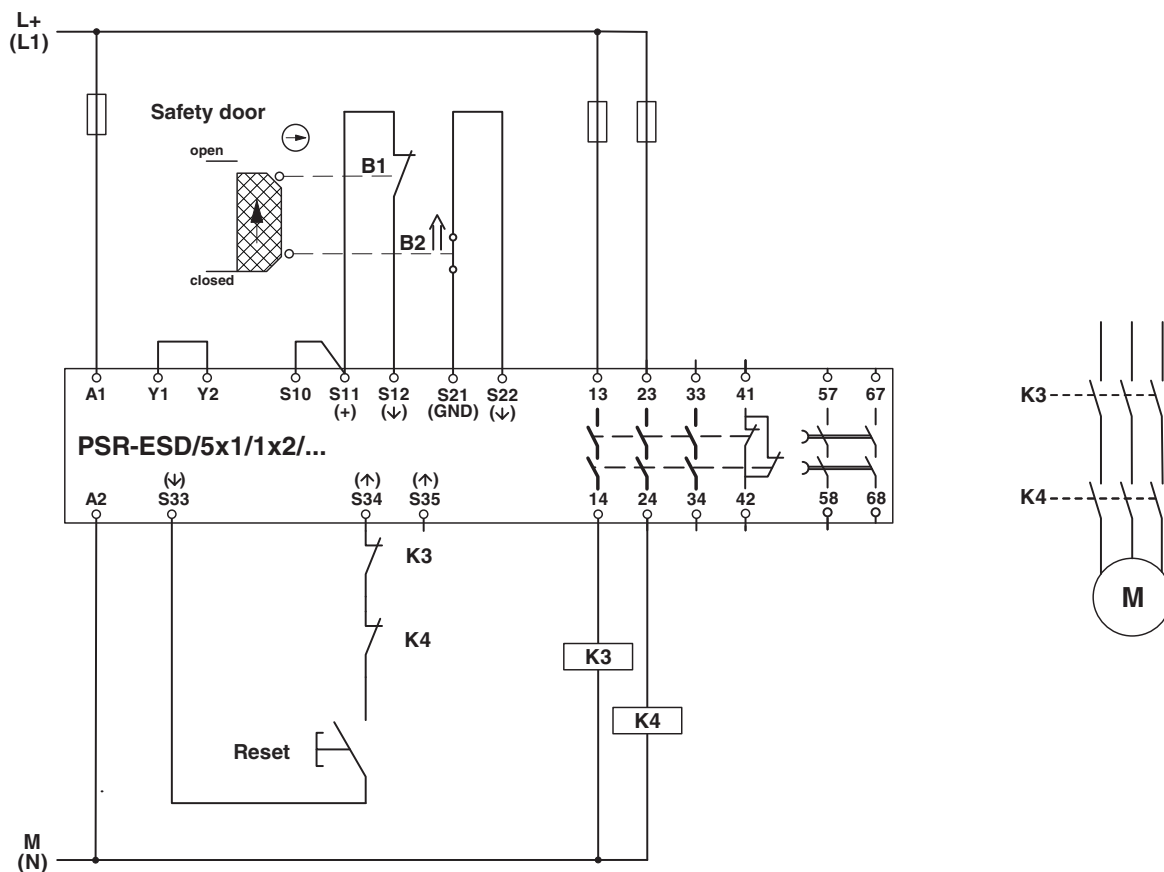 L+
(L1)
Safety door
open
B1
B2
closed
A1 Y1 Y2 S10 S11 S12 S21 S22 13 23 33 41 57 67
(+) (↓) (GND) (↓)
PSR-ESD/5x1/1x2/...
(↓) (↑) (↑)
A2 S33 S34 S35 14 24 34 42 58 68
K3
K4
K3
K4
Reset
M
(N)
K3
K4
M